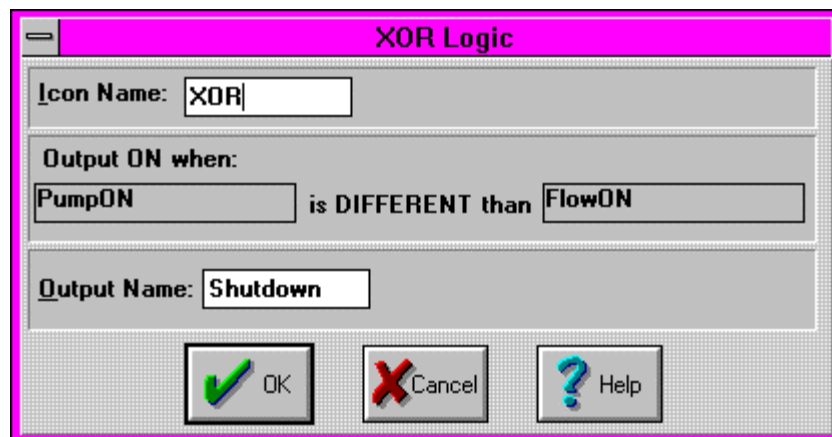 XOR Logic
Icon Name: XOR
Output ON when:
PumpON is DIFFERENT than FlowON
Output Name: Shutdown
OK Cancel Help